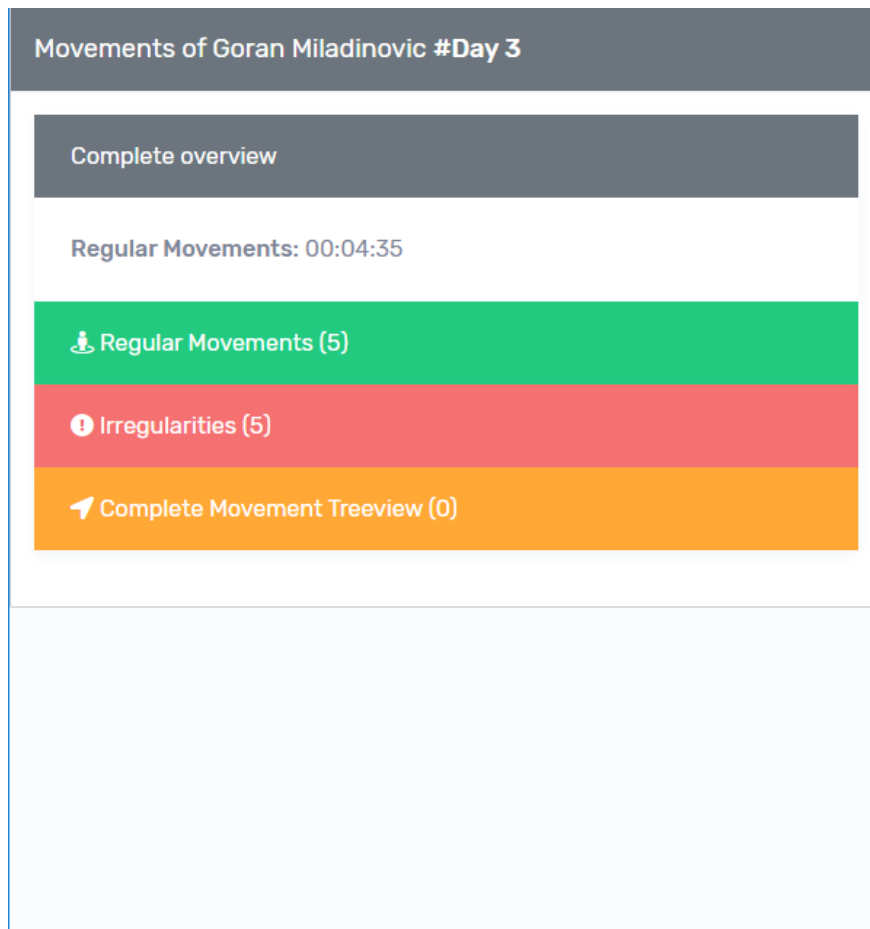 Movements of Goran Miladinovic #Day 3
Complete overview
Regular Movements: 00:04:35
Regular Movements (5)
Irregularities (5)
Complete Movement Treeview (0)